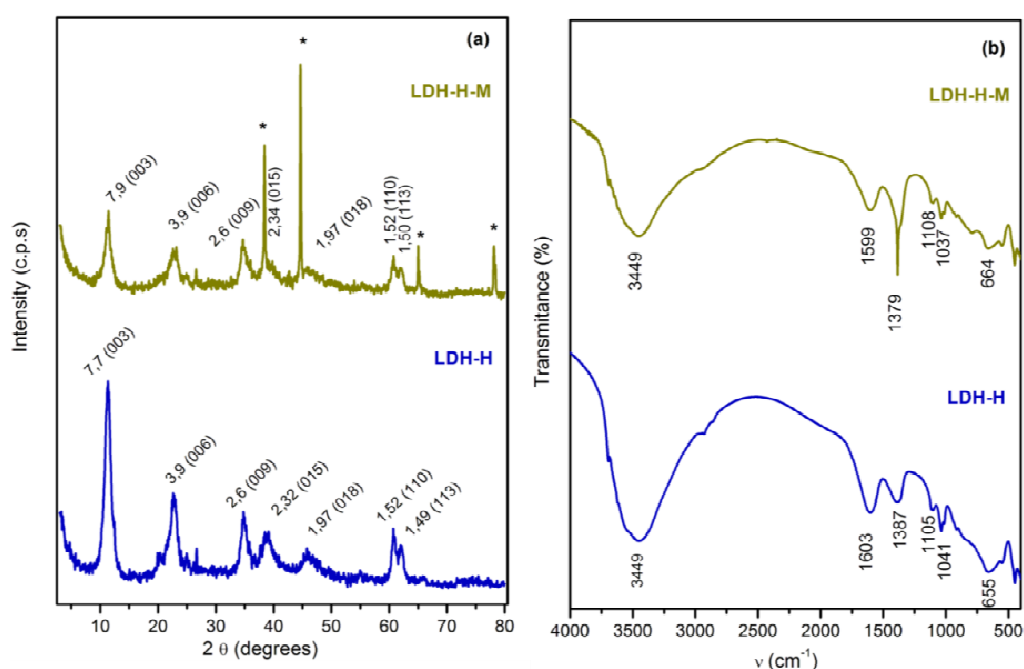 (a)
LDH-H-M
*
*
*
*
7,9 (003)
3,9 (006)
2,6 (009)
2,34 (015)
1,97 (018)
1,52 (110)
1,50 (113)
LDH-H
7,7 (003)
3,9 (006)
2,6 (009)
2,32 (015)
1,97 (018)
1,52 (110)
1,49 (113)
Intensity (c.p.s)
10 20 30 40 50 60 70 80
2 θ (degrees)
(b)
LDH-H-M
3449
1599
1379
1108
1037
664
LDH-H
3449
1603
1387
1105
1041
655
Transmitance (%)
4000 3500 3000 2500 2000 1500 1000 500
ν (cm⁻¹)